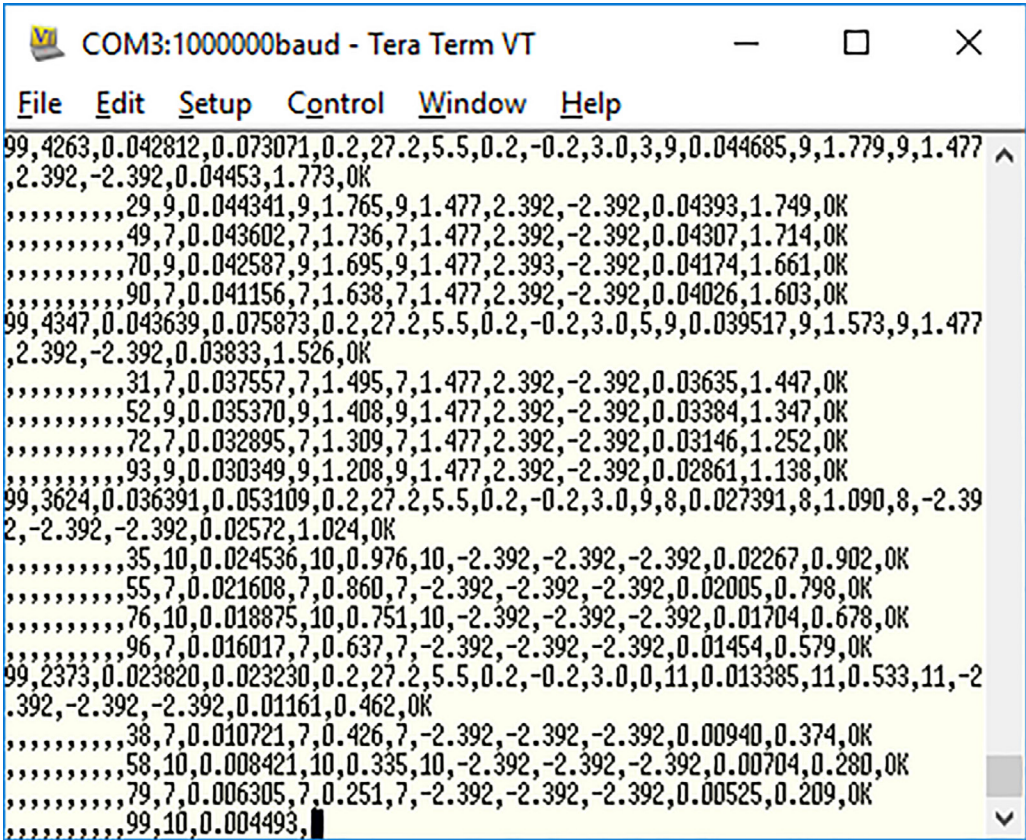 COM3:1000000baud - Tera Term VT
File Edit Setup Control Window Help
99,4263,0.042812,0.073071,0.2,27.2,5.5,0.2,-0.2,3.0,3,9,0.044685,9,1.779,9,1.477
,2.392,-2.392,0.04453,1.773,OK
,,,,,,,,,,29,9,0.044341,9,1.765,9,1.477,2.392,-2.392,0.04393,1.749,OK
,,,,,,,,,,49,7,0.043602,7,1.736,7,1.477,2.392,-2.392,0.04307,1.714,OK
,,,,,,,,,,70,9,0.042587,9,1.695,9,1.477,2.393,-2.392,0.04174,1.661,OK
,,,,,,,,,,90,7,0.041156,7,1.638,7,1.477,2.392,-2.392,0.04026,1.603,OK
99,4347,0.043639,0.075873,0.2,27.2,5.5,0.2,-0.2,3.0,5,9,0.039517,9,1.573,9,1.477
,2.392,-2.392,0.03833,1.526,OK
,,,,,,,,,,31,7,0.037557,7,1.495,7,1.477,2.392,-2.392,0.03635,1.447,OK
,,,,,,,,,,52,9,0.035370,9,1.408,9,1.477,2.392,-2.392,0.03384,1.347,OK
,,,,,,,,,,72,7,0.032895,7,1.309,7,1.477,2.392,-2.392,0.03146,1.252,OK
,,,,,,,,,,93,9,0.030349,9,1.208,9,1.477,2.392,-2.392,0.02861,1.138,OK
99,3624,0.036391,0.053109,0.2,27.2,5.5,0.2,-0.2,3.0,9,8,0.027391,8,1.090,8,-2.39
2,-2.392,-2.392,0.02572,1.024,OK
,,,,,,,,,,35,10,0.024536,10,0.976,10,-2.392,-2.392,-2.392,0.02267,0.902,OK
,,,,,,,,,,55,7,0.021608,7,0.860,7,-2.392,-2.392,-2.392,0.02005,0.798,OK
,,,,,,,,,,76,10,0.018875,10,0.751,10,-2.392,-2.392,-2.392,0.01704,0.678,OK
,,,,,,,,,,96,7,0.016017,7,0.637,7,-2.392,-2.392,-2.392,0.01454,0.579,OK
99,2373,0.023820,0.023230,0.2,27.2,5.5,0.2,-0.2,3.0,0,11,0.013385,11,0.533,11,-2
.392,-2.392,-2.392,0.01161,0.462,OK
,,,,,,,,,,38,7,0.010721,7,0.426,7,-2.392,-2.392,-2.392,0.00940,0.374,OK
,,,,,,,,,,58,10,0.008421,10,0.335,10,-2.392,-2.392,-2.392,0.00704,0.280,OK
,,,,,,,,,,79,7,0.006305,7,0.251,7,-2.392,-2.392,-2.392,0.00525,0.209,OK
,,,,,,,,,,99,10,0.004493,